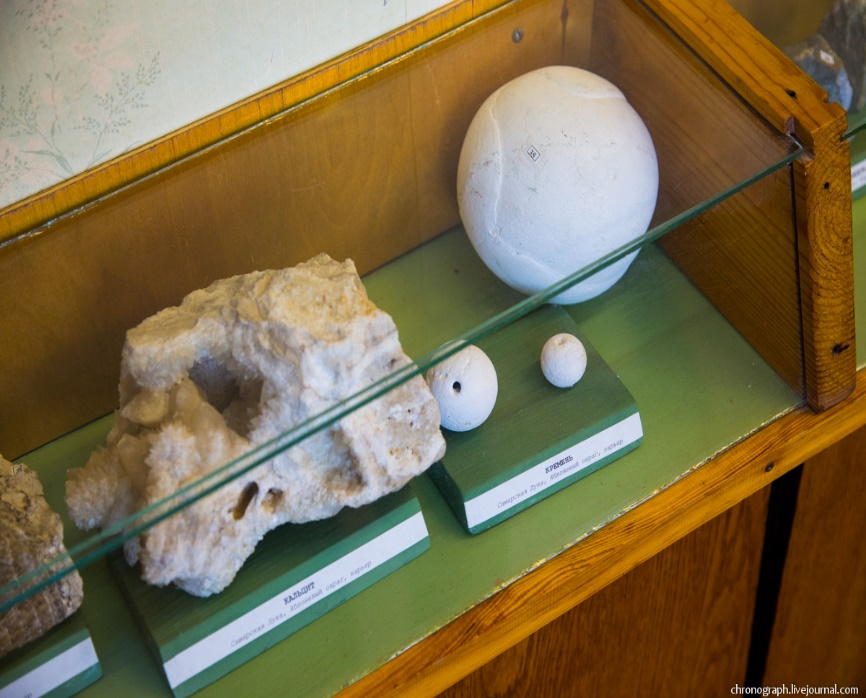 КРЕМЕНЬ
Самарская Лука, Яблоневый овраг, карьер
КАЛЬЦИТ
Самарская Лука, Яблоневый овраг, карьер
chronograph.livejournal.com